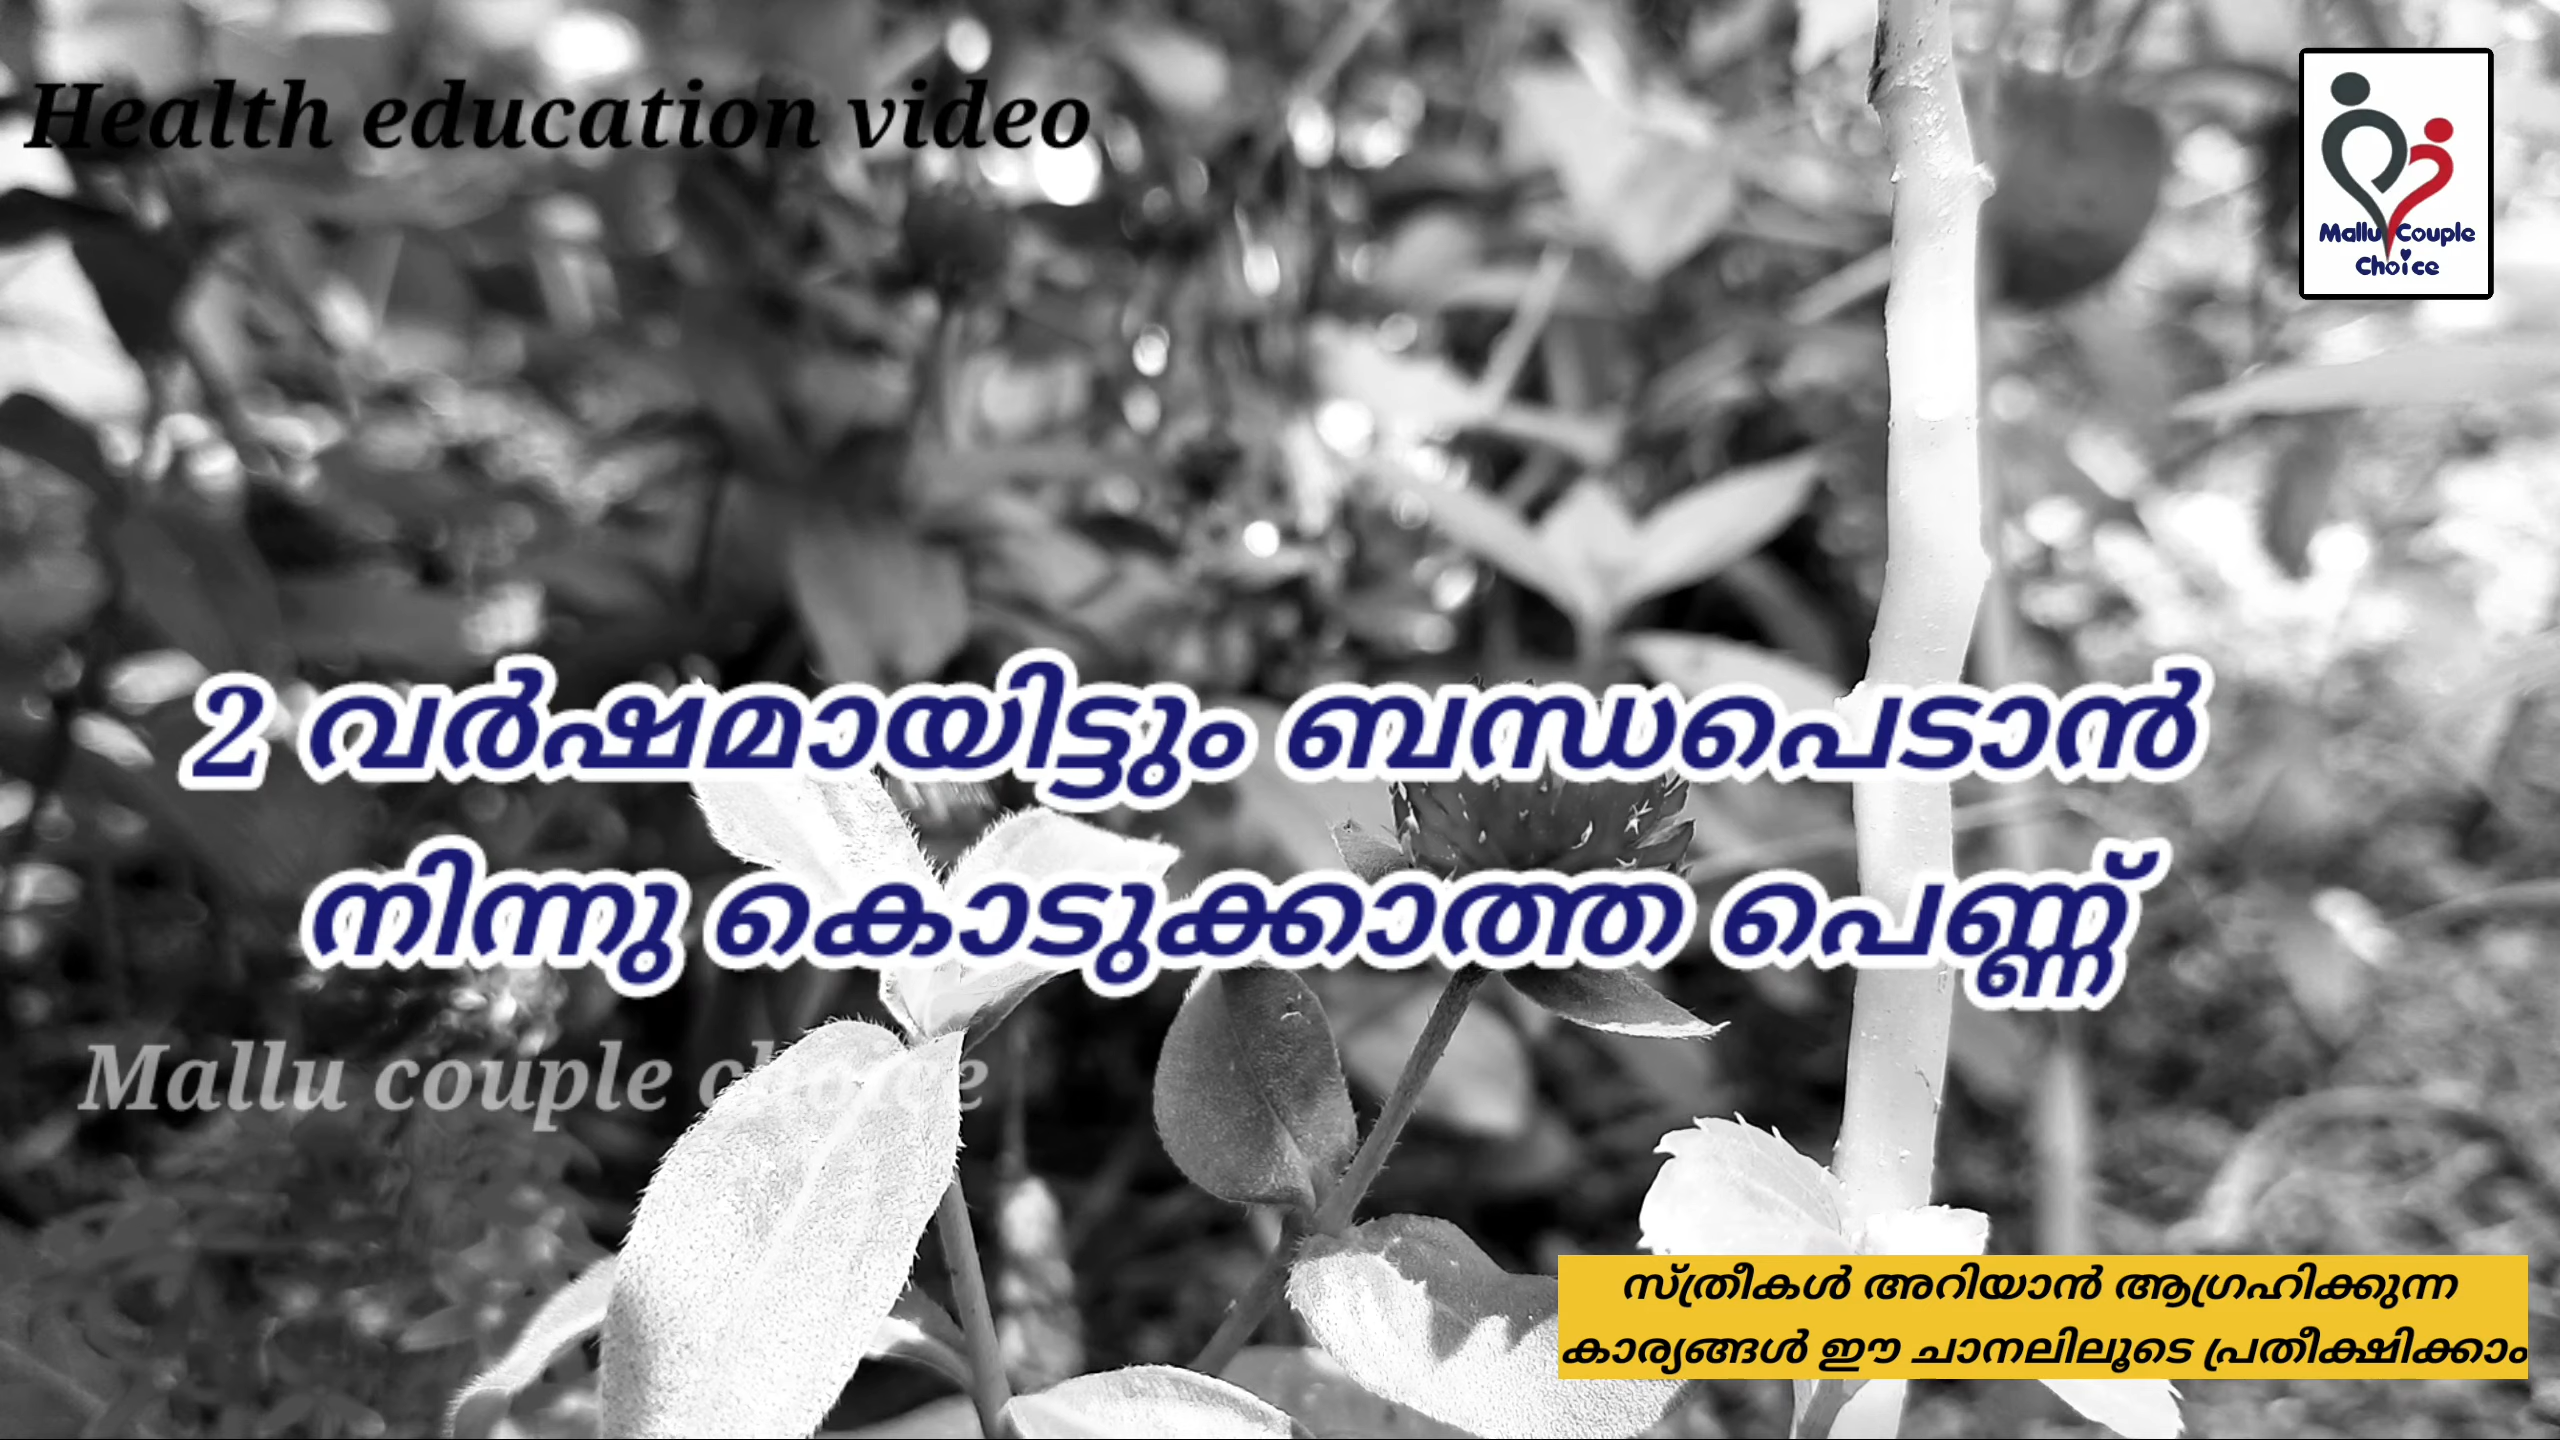 Health education video
Mallu Couple
Choice
2 വർഷമായിട്ടും ബന്ധപെടാൻ
നിന്നു കൊടുക്കാത്ത പെണ്ണ്
Mallu couple choice
സ്ത്രീകൾ അറിയാൻ ആഗ്രഹിക്കുന്ന
കാര്യങ്ങൾ ഈ ചാനലിലൂടെ പ്രതീക്ഷിക്കാം